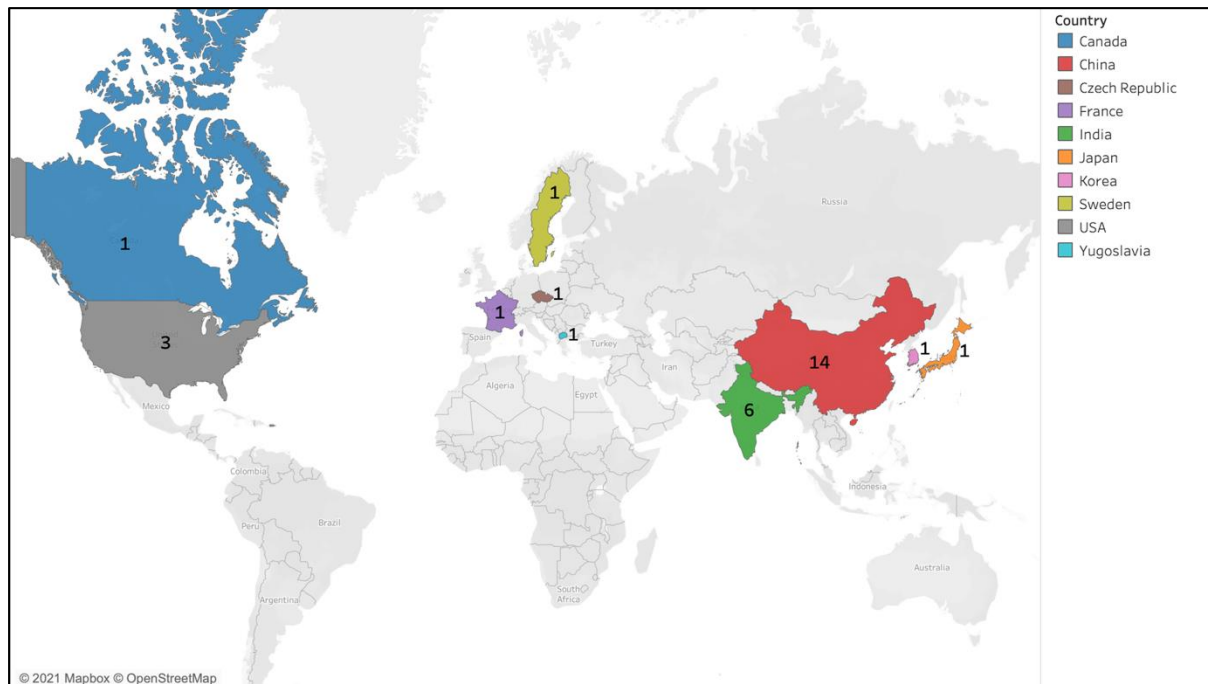 Country
Canada
China
Czech Republic
France
India
Japan
Korea
Sweden
USA
Yugoslavia
1
Russia
1
1
1
3
Spain
1
Turkey
Iran
14
1
1
Algeria
Egypt
6
Mexico
Colombia
Indonesia
Peru
Brazil
Australia
South
Africa
Argentina
© 2021 Mapbox © OpenStreetMap